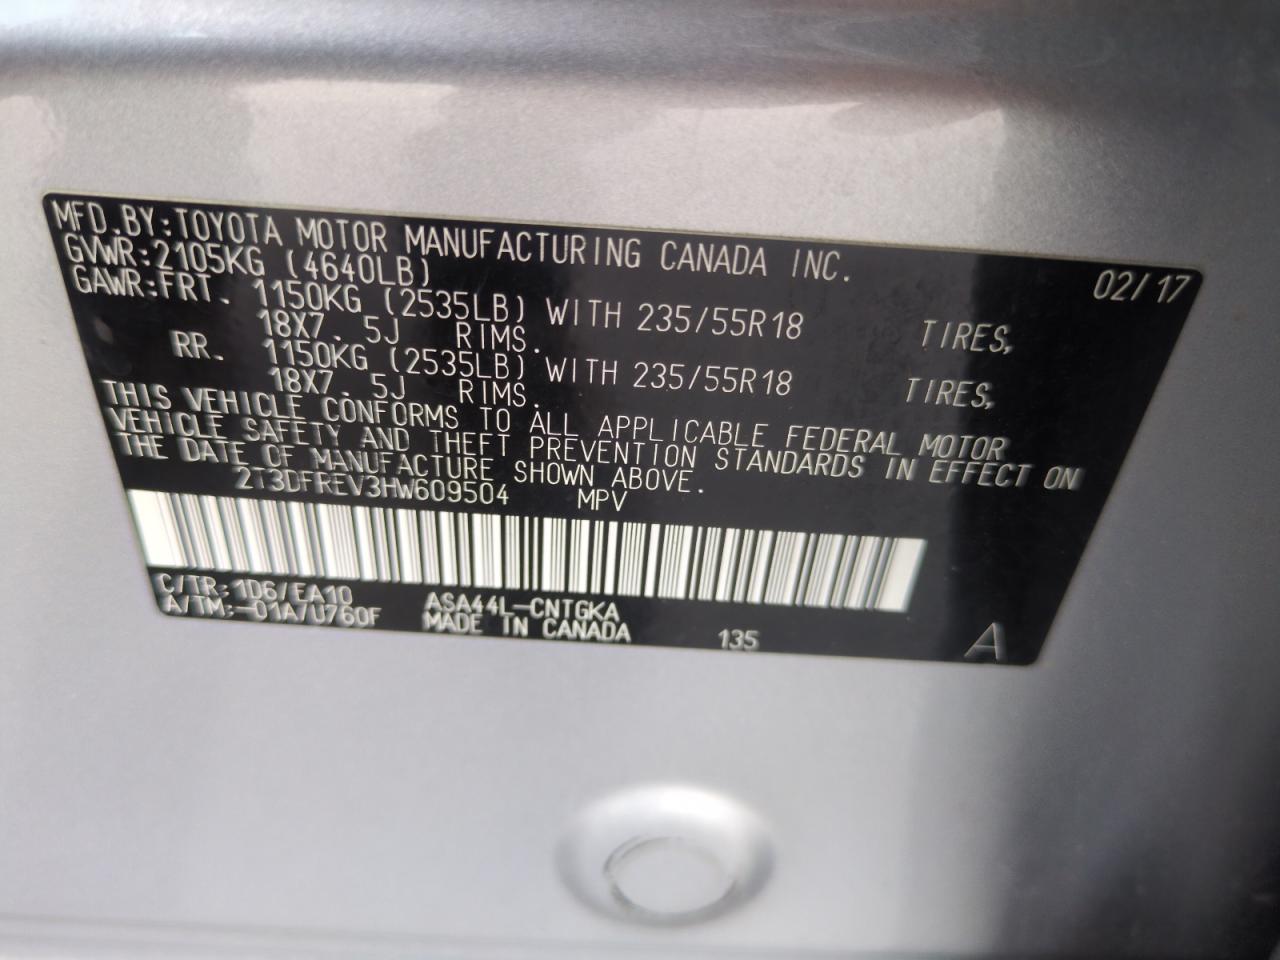 MFD.BY:TOYOTA MOTOR MANUFACTURING CANADA INC. 02/17
GVWR:2105KG (4640LB)
GAWR:FRT. 1150KG (2535LB) WITH 235/55R18 TIRES,
18X7.5J RIMS.
RR. 1150KG (2535LB) WITH 235/55R18 TIRES,
18X7.5J RIMS.
THIS VEHICLE CONFORMS TO ALL APPLICABLE FEDERAL MOTOR
VEHICLE SAFETY AND THEFT PREVENTION STANDARDS IN EFFECT ON
THE DATE OF MANUFACTURE SHOWN ABOVE.
2T3DFREV3HW609504 MPV
C/TR:1D6/EA10 ASA44L-CNTGKA
A/TM:-01A/U760F MADE IN CANADA 135 A